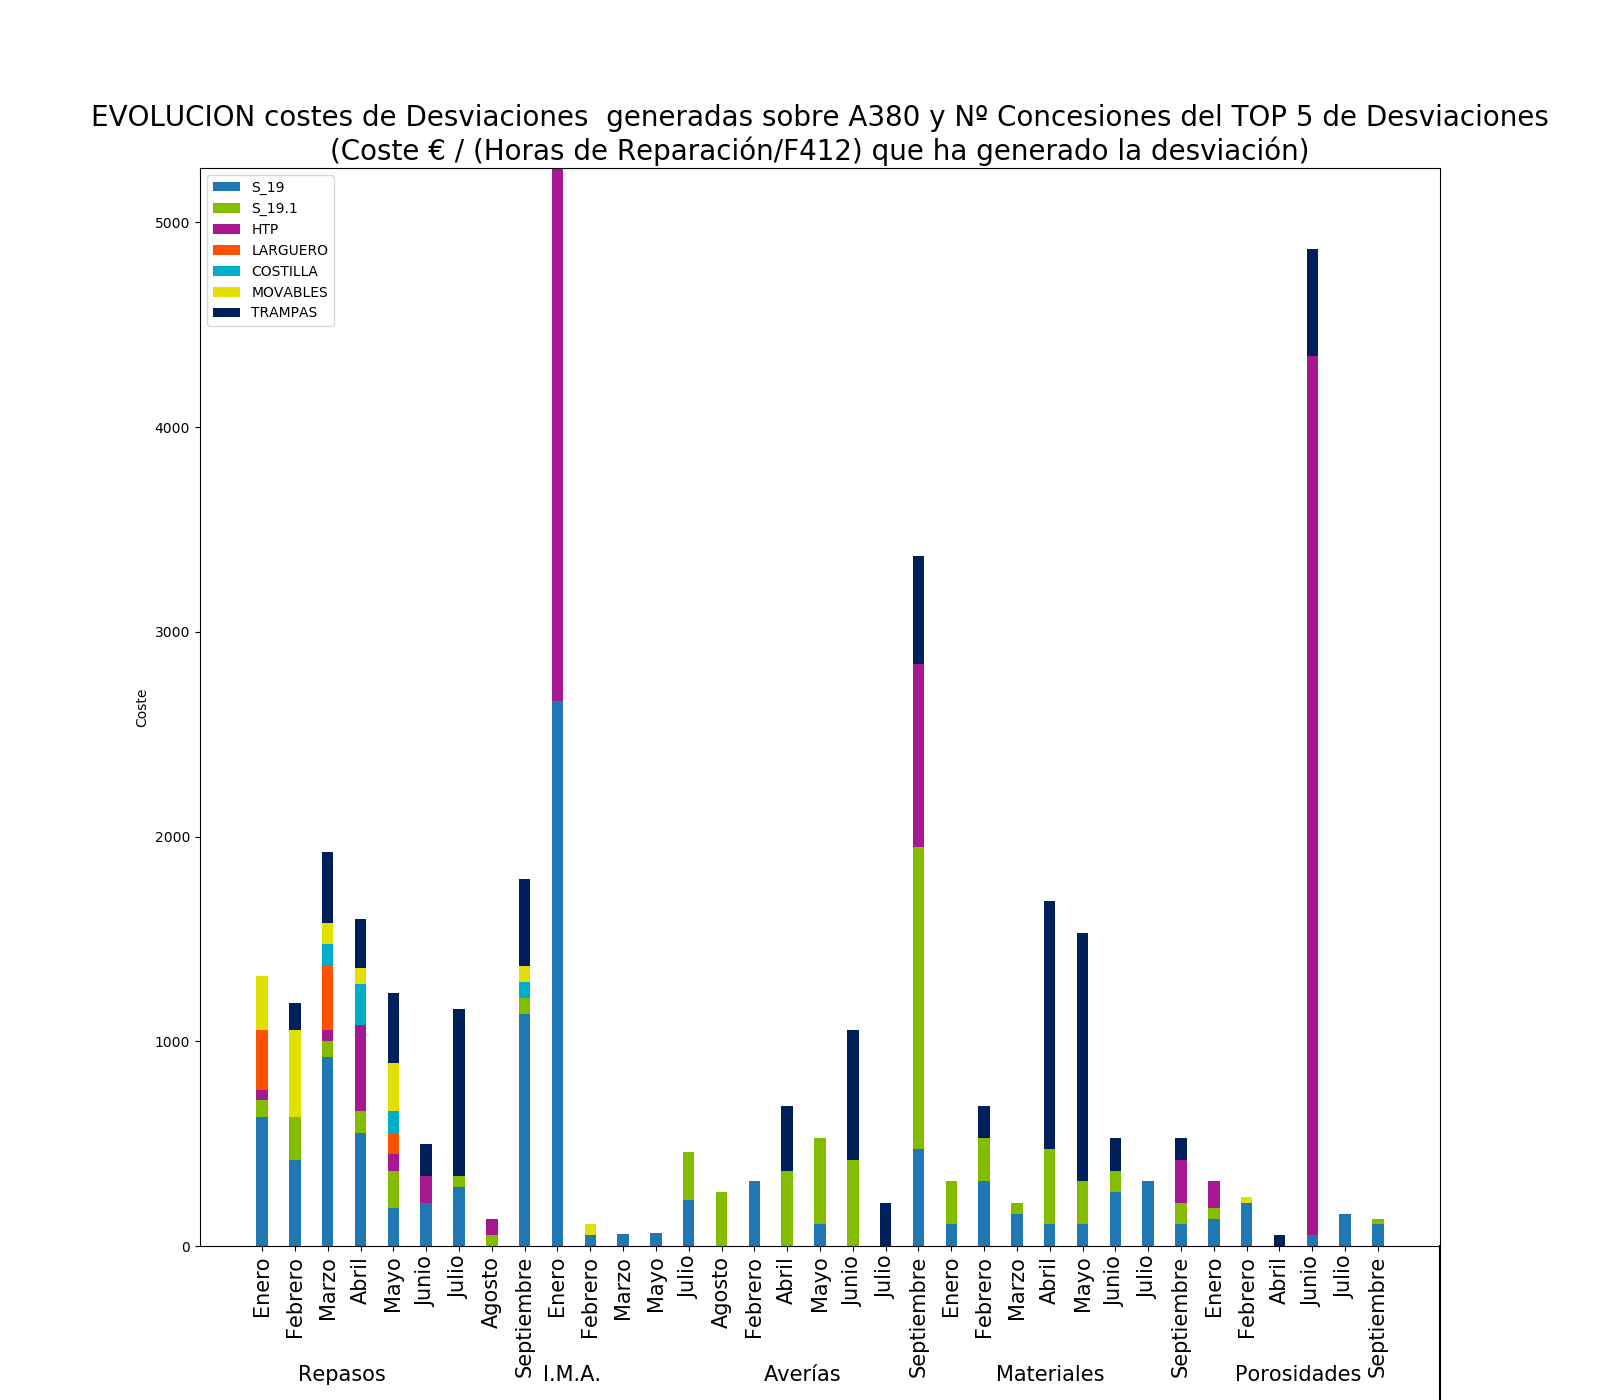 EVOLUCION costes de Desviaciones  generadas sobre A380 y Nº Concesiones del TOP 5 de Desviaciones
(Coste € / (Horas de Reparación/F412) que ha generado la desviación)
S_19
S_19.1
HTP
LARGUERO
COSTILLA
MOVABLES
TRAMPAS
5000
4000
3000
2000
1000
0
Coste
Enero
Febrero
Marzo
Abril
Mayo
Junio
Julio
Agosto
Septiembre
Enero
Febrero
Marzo
Mayo
Julio
Agosto
Febrero
Abril
Mayo
Junio
Julio
Septiembre
Enero
Febrero
Marzo
Abril
Mayo
Junio
Julio
Septiembre
Enero
Febrero
Abril
Junio
Julio
Septiembre
Repasos
I.M.A.
Averías
Materiales
Porosidades